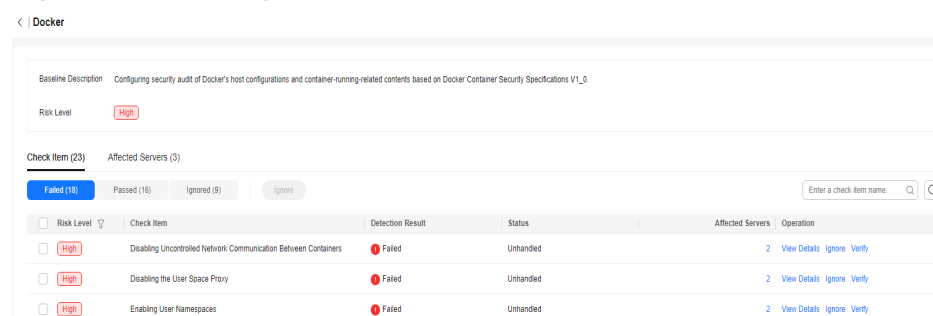 < | Docker
Baseline Description Configuring security audit of Docker's host configurations and container-running-related contents based on Docker Container Security Specifications V1_0.
Risk Level High
Check Item (23) Affected Servers (3)
Failed (18) Passed (16) Ignored (9) Ignore Enter a check item name.
Risk Level Check Item Detection Result Status Affected Servers Operation
High Disabling Uncontrolled Network Communication Between Containers Failed Unhandled 2 View Details Ignore Verify
High Disabling the User Space Proxy Failed Unhandled 2 View Details Ignore Verify
High Enabling User Namespaces Failed Unhandled 2 View Details Ignore Verify